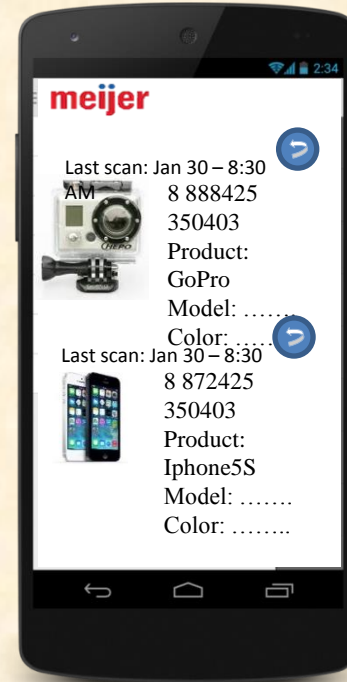 2:34
meijer
Last scan: Jan 30 – 8:30
AM
8 888425
350403
Product:
GoPro
Model: …….
Color: …..
Last scan: Jan 30 – 8:30
8 872425
350403
Product:
Iphone5S
Model: …….
Color: ……..